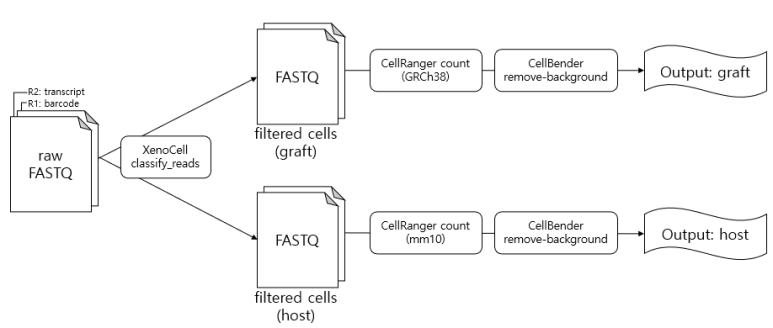 R2: transcript
R1: barcode
raw
FASTQ
XenoCell
classify_reads
FASTQ
filtered cells
(graft)
CellRanger count
(GRCh38)
CellBender
remove-background
Output: graft
FASTQ
filtered cells
(host)
CellRanger count
(mm10)
CellBender
remove-background
Output: host